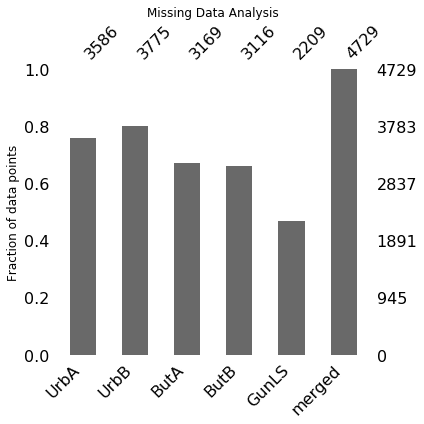 Missing Data Analysis
3586 3775 3169 3116 2209 4729
1.0 4729
0.8 3783
0.6 2837
0.4 1891
0.2 945
0.0 0
Fraction of data points
UrbA UrbB ButA ButB GunLS merged